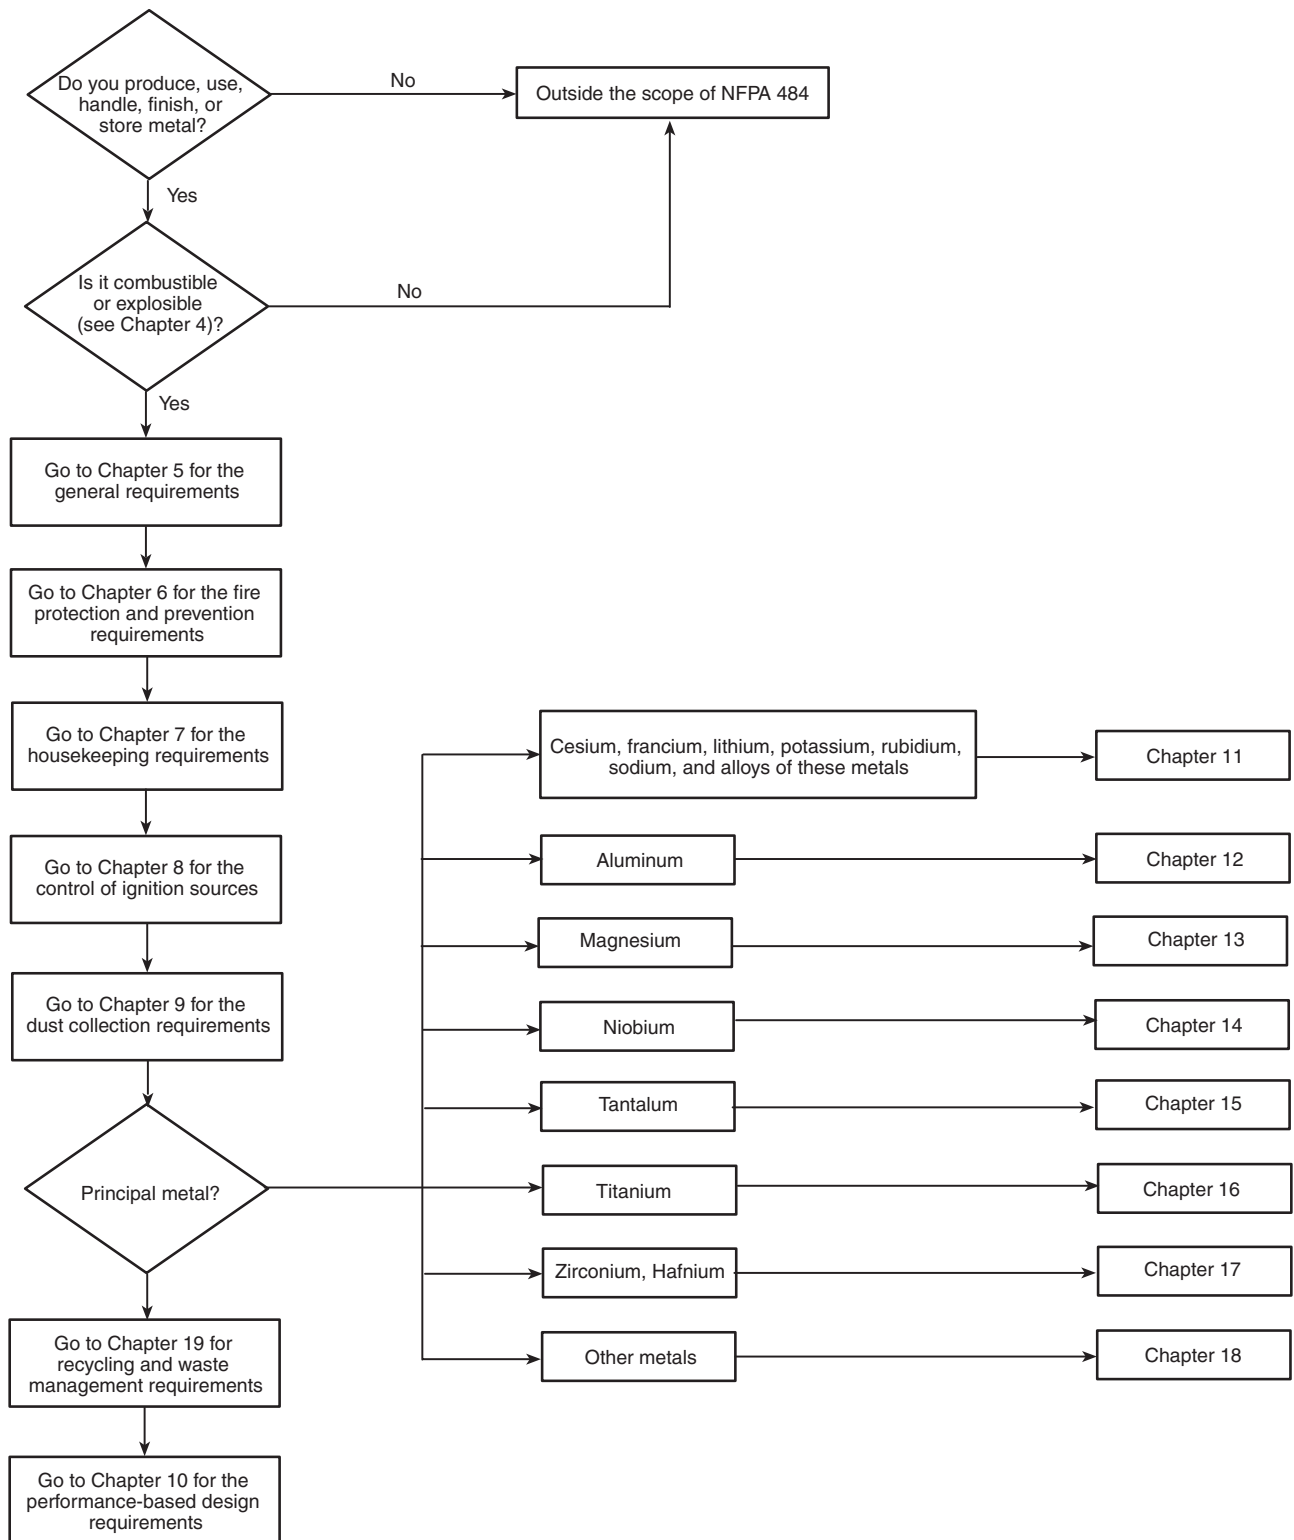 Do you produce, use,
handle, finish, or
store metal?
No
Outside the scope of NFPA 484
Yes
Is it combustible
or explosible
(see Chapter 4)?
No
Yes
Go to Chapter 5 for the
general requirements
Go to Chapter 6 for the fire
protection and prevention
requirements
Go to Chapter 7 for the
housekeeping requirements
Go to Chapter 8 for the
control of ignition sources
Go to Chapter 9 for the
dust collection requirements
Principal metal?
Cesium, francium, lithium, potassium, rubidium,
sodium, and alloys of these metals
Chapter 11
Aluminum
Chapter 12
Magnesium
Chapter 13
Niobium
Chapter 14
Tantalum
Chapter 15
Titanium
Chapter 16
Zirconium, Hafnium
Chapter 17
Other metals
Chapter 18
Go to Chapter 19 for
recycling and waste
management requirements
Go to Chapter 10 for the
performance-based design
requirements